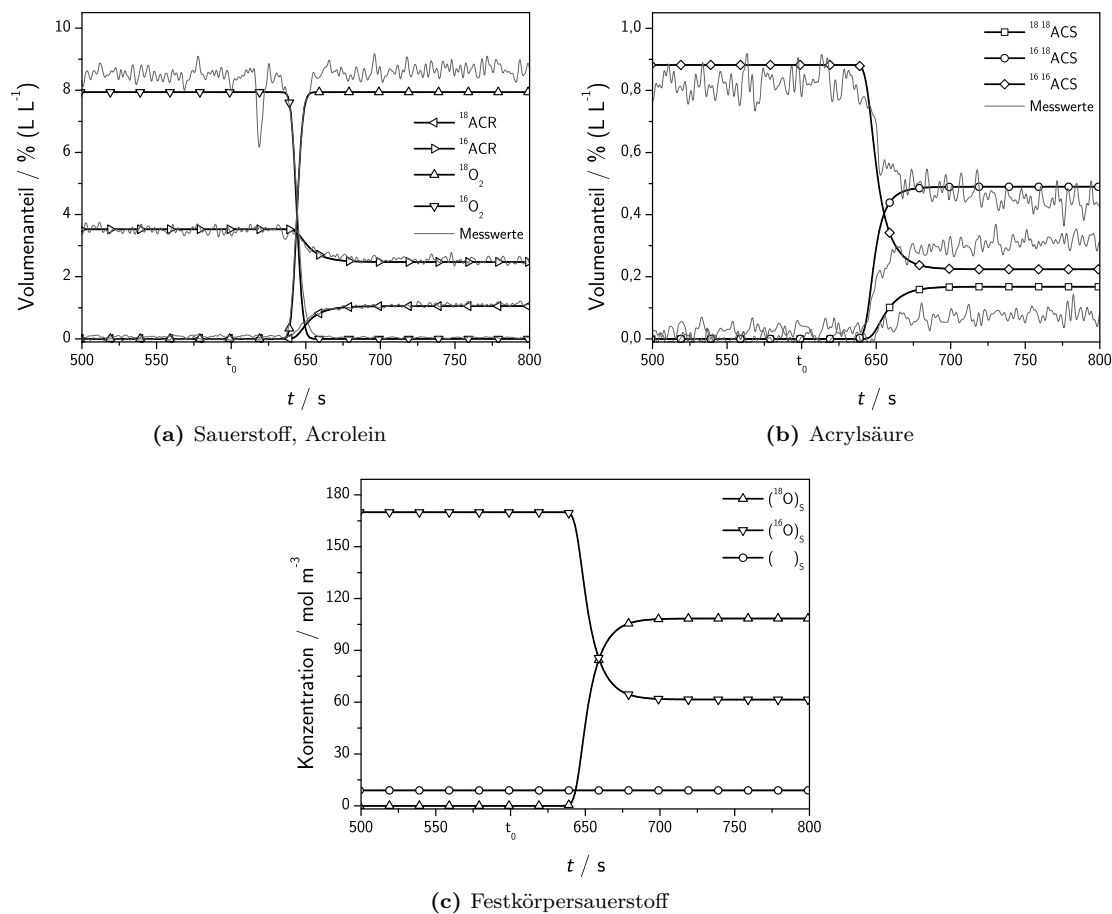 10
8
6
4
2
0
Volumenanteil / % (L L⁻¹)
¹⁸ACR
¹⁶ACR
¹⁸O₂
¹⁶O₂
Messwerte
500 550 t₀ 650 700 750 800
t / s
(a) Sauerstoff, Acrolein
1,0
0,8
0,6
0,4
0,2
0,0
Volumenanteil / % (L L⁻¹)
¹⁸ ¹⁸ACS
¹⁶ ¹⁸ACS
¹⁶ ¹⁶ACS
Messwerte
500 550 t₀ 650 700 750 800
t / s
(b) Acrylsäure
180
150
120
90
60
30
0
Konzentration / mol m⁻³
(¹⁸O)ₛ
(¹⁶O)ₛ
( )ₛ
500 550 t₀ 650 700 750 800
t / s
(c) Festkörpersauerstoff